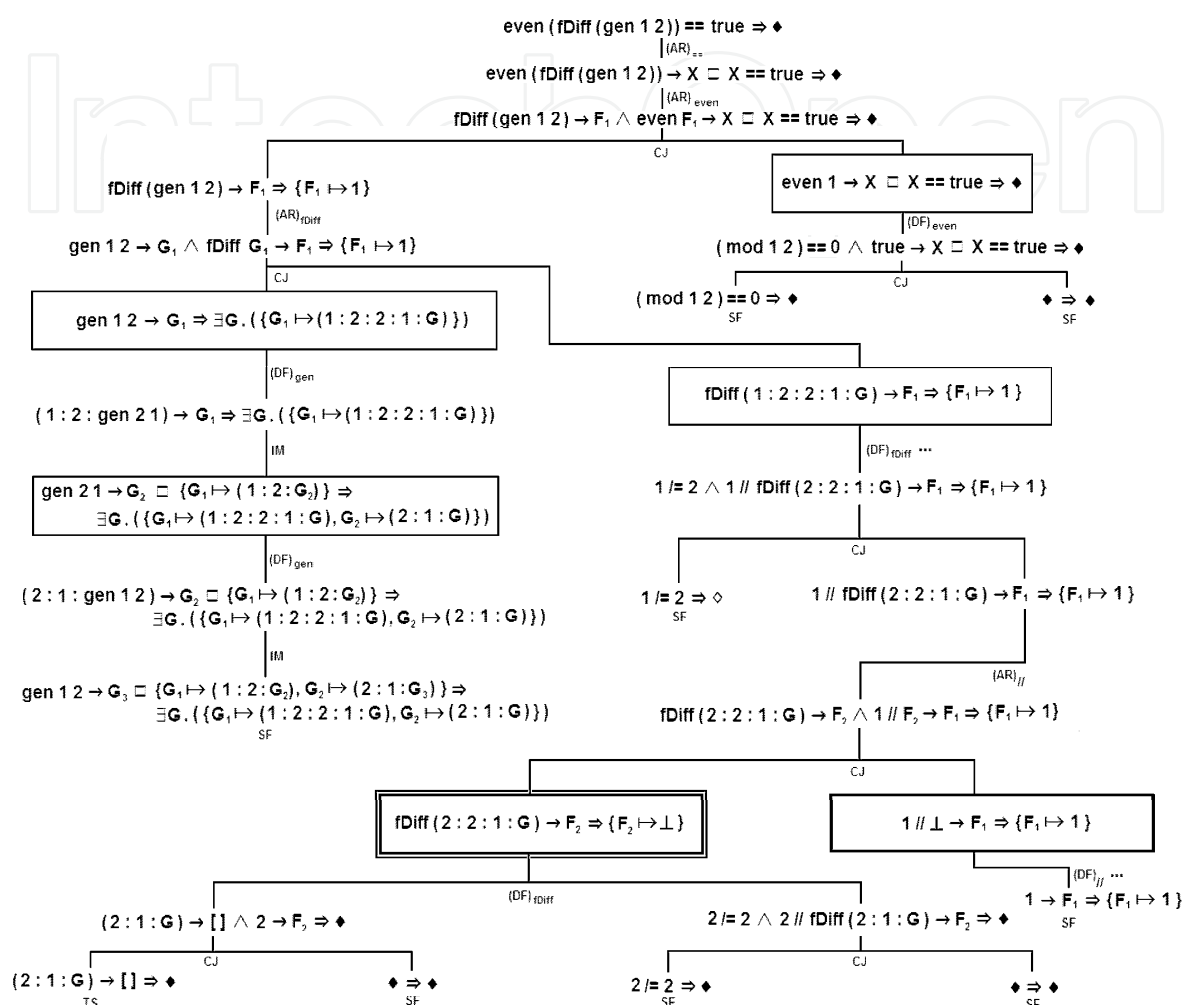 IntechOpen
even (fDiff (gen 1 2)) == true ⇒ ♦
(AR)==
even (fDiff (gen 1 2)) → X □ X == true ⇒ ♦
(AR)even
fDiff (gen 1 2) → F₁ ∧ even F₁ → X □ X == true ⇒ ♦
CJ
fDiff (gen 1 2) → F₁ ⇒ {F₁ ↦ 1}
even 1 → X □ X == true ⇒ ♦
(AR)fDiff
(DF)even
gen 1 2 → G₁ ∧ fDiff G₁ → F₁ ⇒ {F₁ ↦ 1}
(mod 1 2) == 0 ∧ true → X □ X == true ⇒ ♦
CJ
CJ
(mod 1 2) == 0 ⇒ ♦
SF
♦ ⇒ ♦
SF
gen 1 2 → G₁ ⇒ ∃G.({G₁ ↦ (1 : 2 : 2 : 1 : G)})
(DF)gen
fDiff (1 : 2 : 2 : 1 : G) → F₁ ⇒ {F₁ ↦ 1}
(1 : 2 : gen 2 1) → G₁ ⇒ ∃G.({G₁ ↦ (1 : 2 : 2 : 1 : G)})
IM
(DF)fDiff ...
gen 2 1 → G₂ □ {G₁ ↦ (1 : 2 : G₂)} ⇒
∃G.({G₁ ↦ (1 : 2 : 2 : 1 : G), G₂ ↦ (2 : 1 : G)})
1 /= 2 ∧ 1 // fDiff (2 : 2 : 1 : G) → F₁ ⇒ {F₁ ↦ 1}
CJ
(DF)gen
(2 : 1 : gen 1 2) → G₂ □ {G₁ ↦ (1 : 2 : G₂)} ⇒
∃G.({G₁ ↦ (1 : 2 : 2 : 1 : G), G₂ ↦ (2 : 1 : G)})
1 /= 2 ⇒ ◇
SF
1 // fDiff (2 : 2 : 1 : G) → F₁ ⇒ {F₁ ↦ 1}
IM
(AR)//
gen 1 2 → G₃ □ {G₁ ↦ (1 : 2 : G₂), G₂ ↦ (2 : 1 : G₃)} ⇒
∃G.({G₁ ↦ (1 : 2 : 2 : 1 : G), G₂ ↦ (2 : 1 : G)})
SF
fDiff (2 : 2 : 1 : G) → F₂ ∧ 1 // F₂ → F₁ ⇒ {F₁ ↦ 1}
CJ
fDiff (2 : 2 : 1 : G) → F₂ ⇒ {F₂ ↦ ⊥}
1 // ⊥ → F₁ ⇒ {F₁ ↦ 1}
(DF)fDiff
(DF)// ...
1 → F₁ ⇒ {F₁ ↦ 1}
SF
(2 : 1 : G) → [ ] ∧ 2 → F₂ ⇒ ♦
CJ
2 /= 2 ∧ 2 // fDiff (2 : 1 : G) → F₂ ⇒ ♦
CJ
(2 : 1 : G) → [ ] ⇒ ♦
TS
♦ ⇒ ♦
SF
2 /= 2 ⇒ ♦
SF
♦ ⇒ ♦
SF